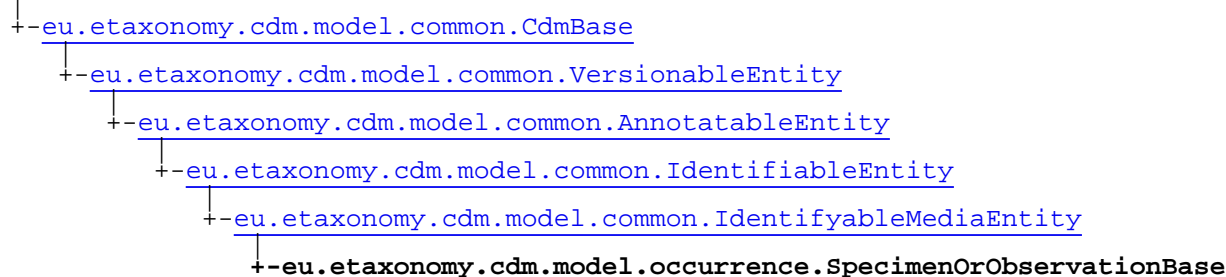 +-eu.etaxonomy.cdm.model.common.CdmBase
+-eu.etaxonomy.cdm.model.common.VersionableEntity
+-eu.etaxonomy.cdm.model.common.AnnotatableEntity
+-eu.etaxonomy.cdm.model.common.IdentifiableEntity
+-eu.etaxonomy.cdm.model.common.IdentifyableMediaEntity
+-eu.etaxonomy.cdm.model.occurrence.SpecimenOrObservationBase